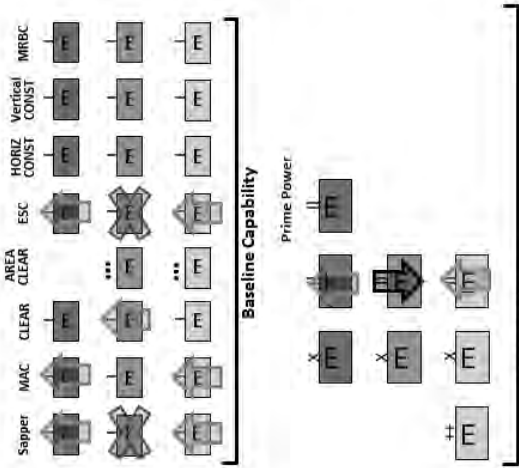 Sapper MAC CLEAR AREA CLEAR ESC HORIZ CONST Vertical CONST MRBC
E E E E
E E E E E E E E
E E E E E E E E
Baseline Capability
Prime Power
E E
E E
E E E